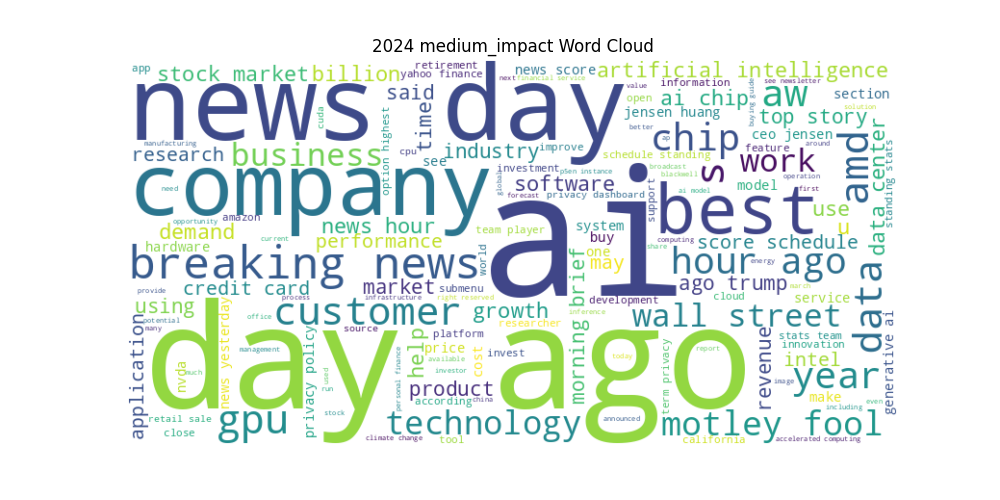 2024 medium_impact Word Cloud
app
stock market
billion
retirement
yahoo finance
news score
next
financial service
artificial intelligence
value
information
see newsletter
news day
said
time
cuda
open
ai chip
buying guide
aw
section
solution
jensen huang
better
top story
manufacturing
research
business
cpu
option highest
see
industry
improve
chip
ap
ceo jensen
feature
around
amd
data center
standing stats
schedule standing
company
investment
global
p5en instance
broadcast
blackwell
s
work
operation
software
forecast
privacy dashboard
support
ai model
model
first
need
opportunity
amazon
demand
news hour
team player
system
ai
best
use
u
share
computing
hardware
current
performance
world
buy
one
may
score schedule
breaking news
hour ago
energy
provide
credit card
market
submenu
morning brief
development
ago trump
cloud
march
service
data
generative ai
using
process
infrastructure
right reserved
inference
customer
growth
wall street
office
source
researcher
stats team
innovation
application
potential
many
management
news yesterday
privacy policy
help
platform
price
available
investor
cost
invest
today
report
term privacy
revenue
intel
year
image
make
including
even
day ago
nvda
much
used
run
personal finance
product
according
china
retail sale
close
gpu
stock
technology
announced
motley fool
climate change
tool
california
accelerated computing